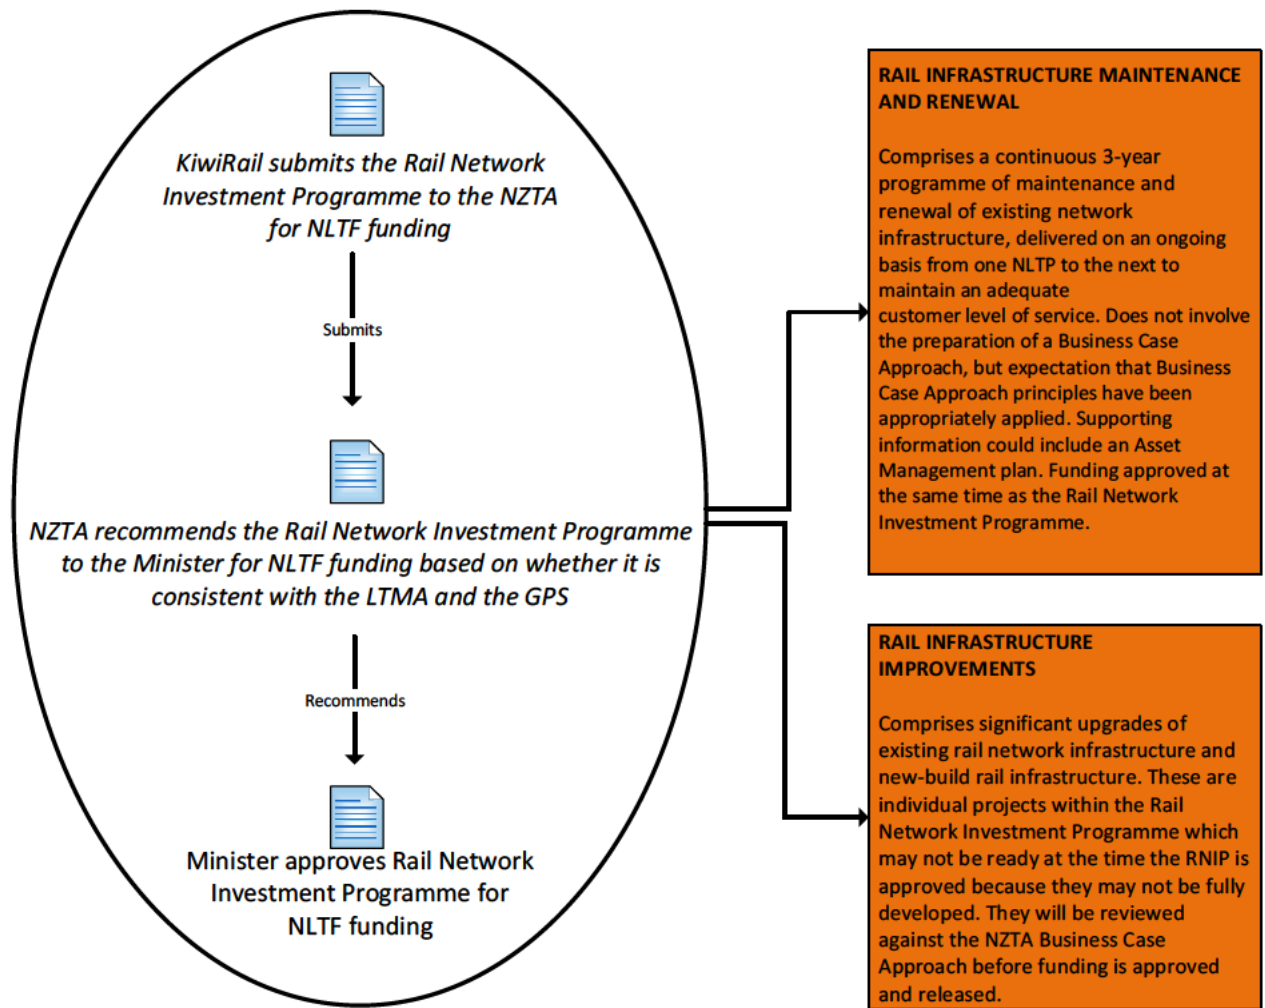 KiwiRail submits the Rail Network
Investment Programme to the NZTA
for NLTF funding
Submits
NZTA recommends the Rail Network Investment Programme
to the Minister for NLTF funding based on whether it is
consistent with the LTMA and the GPS
Recommends
Minister approves Rail Network
Investment Programme for
NLTF funding
RAIL INFRASTRUCTURE MAINTENANCE
AND RENEWAL
Comprises a continuous 3-year
programme of maintenance and
renewal of existing network
infrastructure, delivered on an ongoing
basis from one NLTP to the next to
maintain an adequate
customer level of service. Does not involve
the preparation of a Business Case
Approach, but expectation that Business
Case Approach principles have been
appropriately applied. Supporting
information could include an Asset
Management plan. Funding approved at
the same time as the Rail Network
Investment Programme.
RAIL INFRASTRUCTURE
IMPROVEMENTS
Comprises significant upgrades of
existing rail network infrastructure and
new-build rail infrastructure. These are
individual projects within the Rail
Network Investment Programme which
may not be ready at the time the RNIP is
approved because they may not be fully
developed. They will be reviewed
against the NZTA Business Case
Approach before funding is approved
and released.